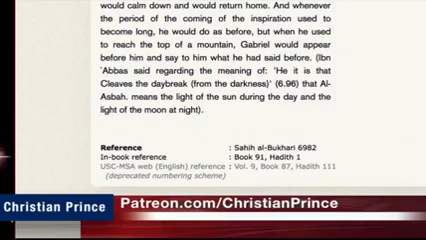 would calm down and would return home. And whenever
the period of the coming of the inspiration used to
become long, he would do as before, but when he used
to reach the top of a mountain, Gabriel would appear
before him and say to him what he had said before. (Ibn
`Abbas said regarding the meaning of: 'He it is that
Cleaves the daybreak (from the darkness)' (6.96) that Al-
Asbah. means the light of the sun during the day and the
light of the moon at night).
Reference : Sahih al-Bukhari 6982
In-book reference : Book 91, Hadith 1
USC-MSA web (English) reference : Vol. 9, Book 87, Hadith 111
(deprecated numbering scheme)
Christian Prince
Patreon.com/ChristianPrince